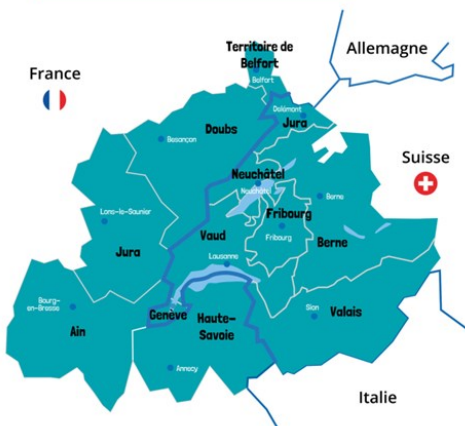 Territoire de
Belfort
Belfort
Allemagne
France
Delémont
Jura
Doubs
Besançon
Suisse
Neuchâtel
Neuchâtel
Berne
Lons-le-Saunier
Fribourg
Fribourg
Vaud
Berne
Jura
Lausanne
Bourg-
en-Bresse
Ain
Genève
Haute-
Savoie
Sion
Valais
Annecy
Italie